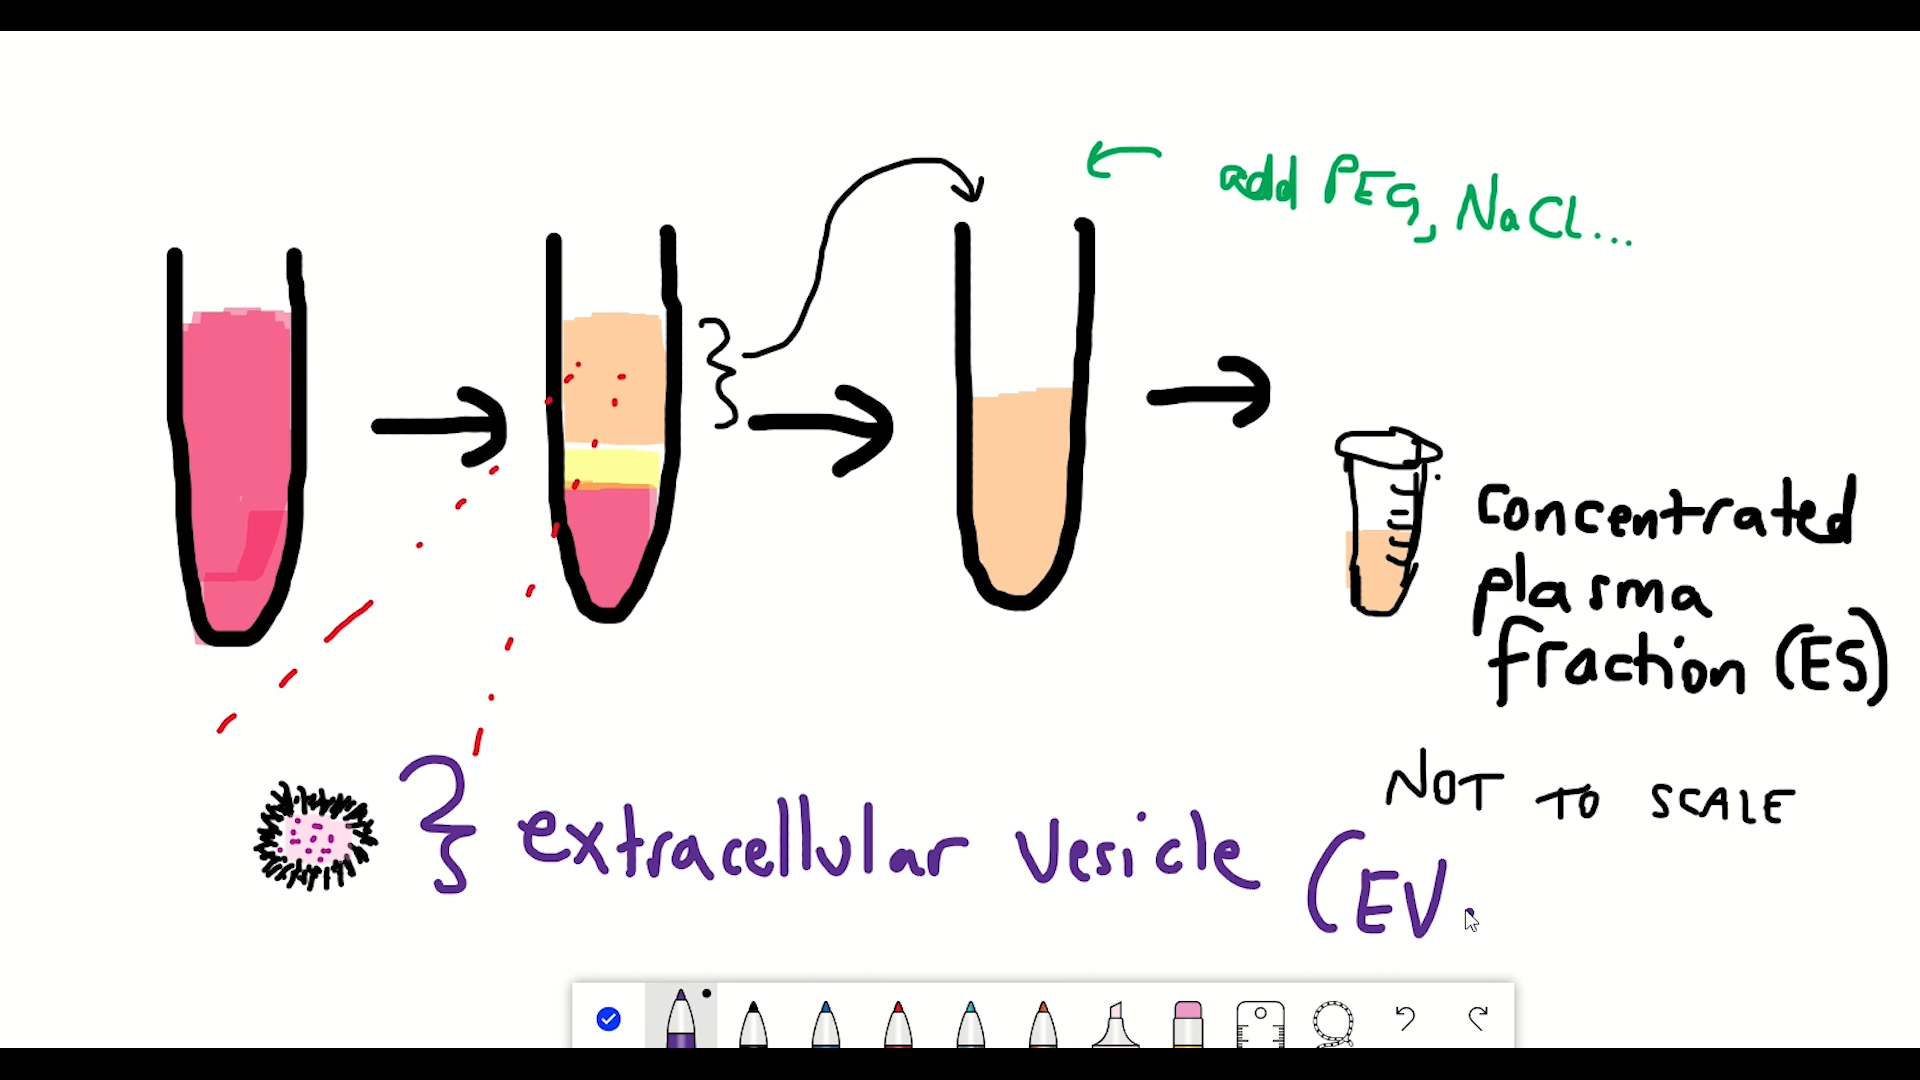 add PEG, NaCl...
concentrated
plasma
fraction (ES)
NOT TO SCALE
extracellular vesicle (EV